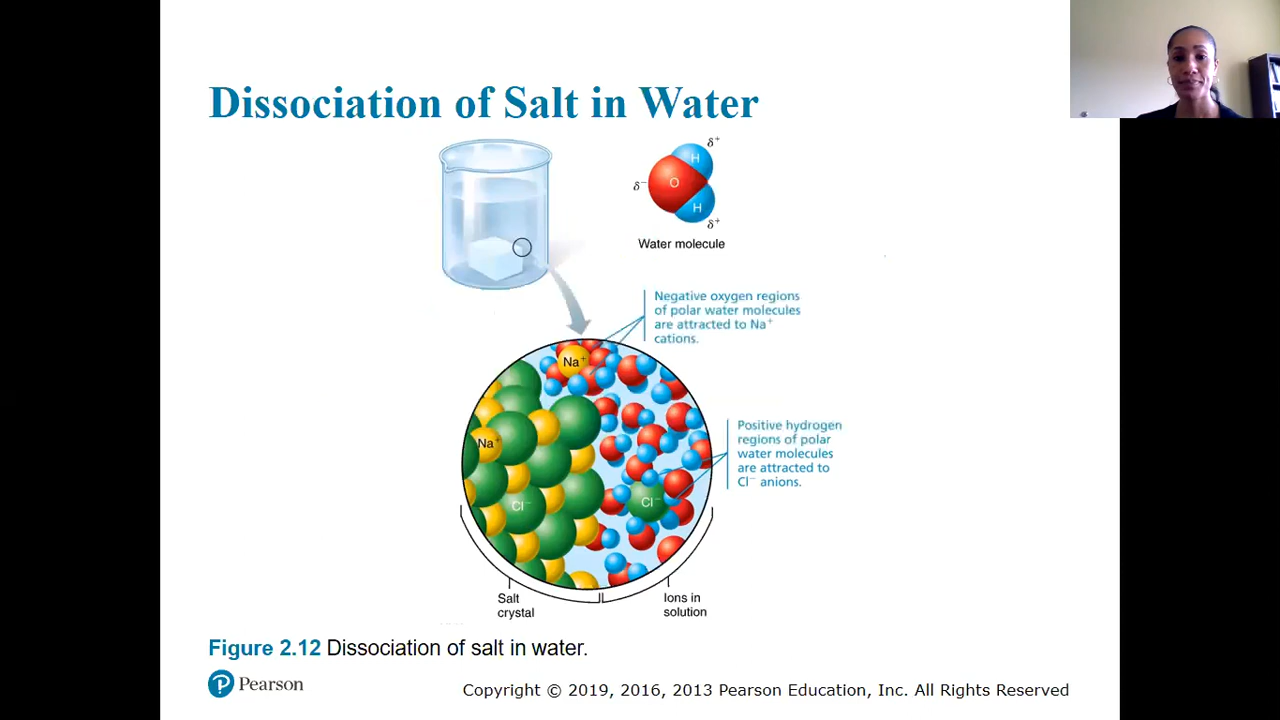 Dissociation of Salt in Water
δ⁺
H
δ⁻
O
H
δ⁺
Water molecule
Negative oxygen regions
of polar water molecules
are attracted to Na⁺
cations.
Na⁺
Positive hydrogen
regions of polar
water molecules
are attracted to
Cl⁻ anions.
Na⁺
Cl⁻
Cl⁻
Salt
crystal
Ions in
solution
Figure 2.12 Dissociation of salt in water.
P Pearson
Copyright © 2019, 2016, 2013 Pearson Education, Inc. All Rights Reserved